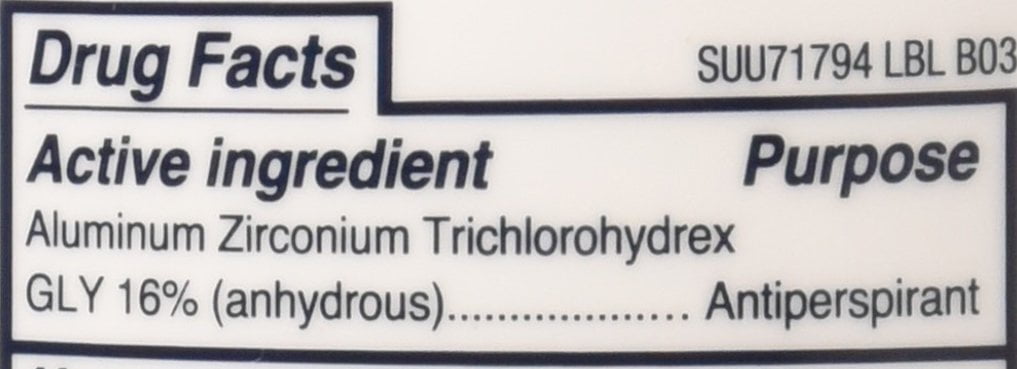 Drug Facts
SUU71794 LBL B03
Active ingredient Purpose
Aluminum Zirconium Trichlorohydrex
GLY 16% (anhydrous)................... Antiperspirant